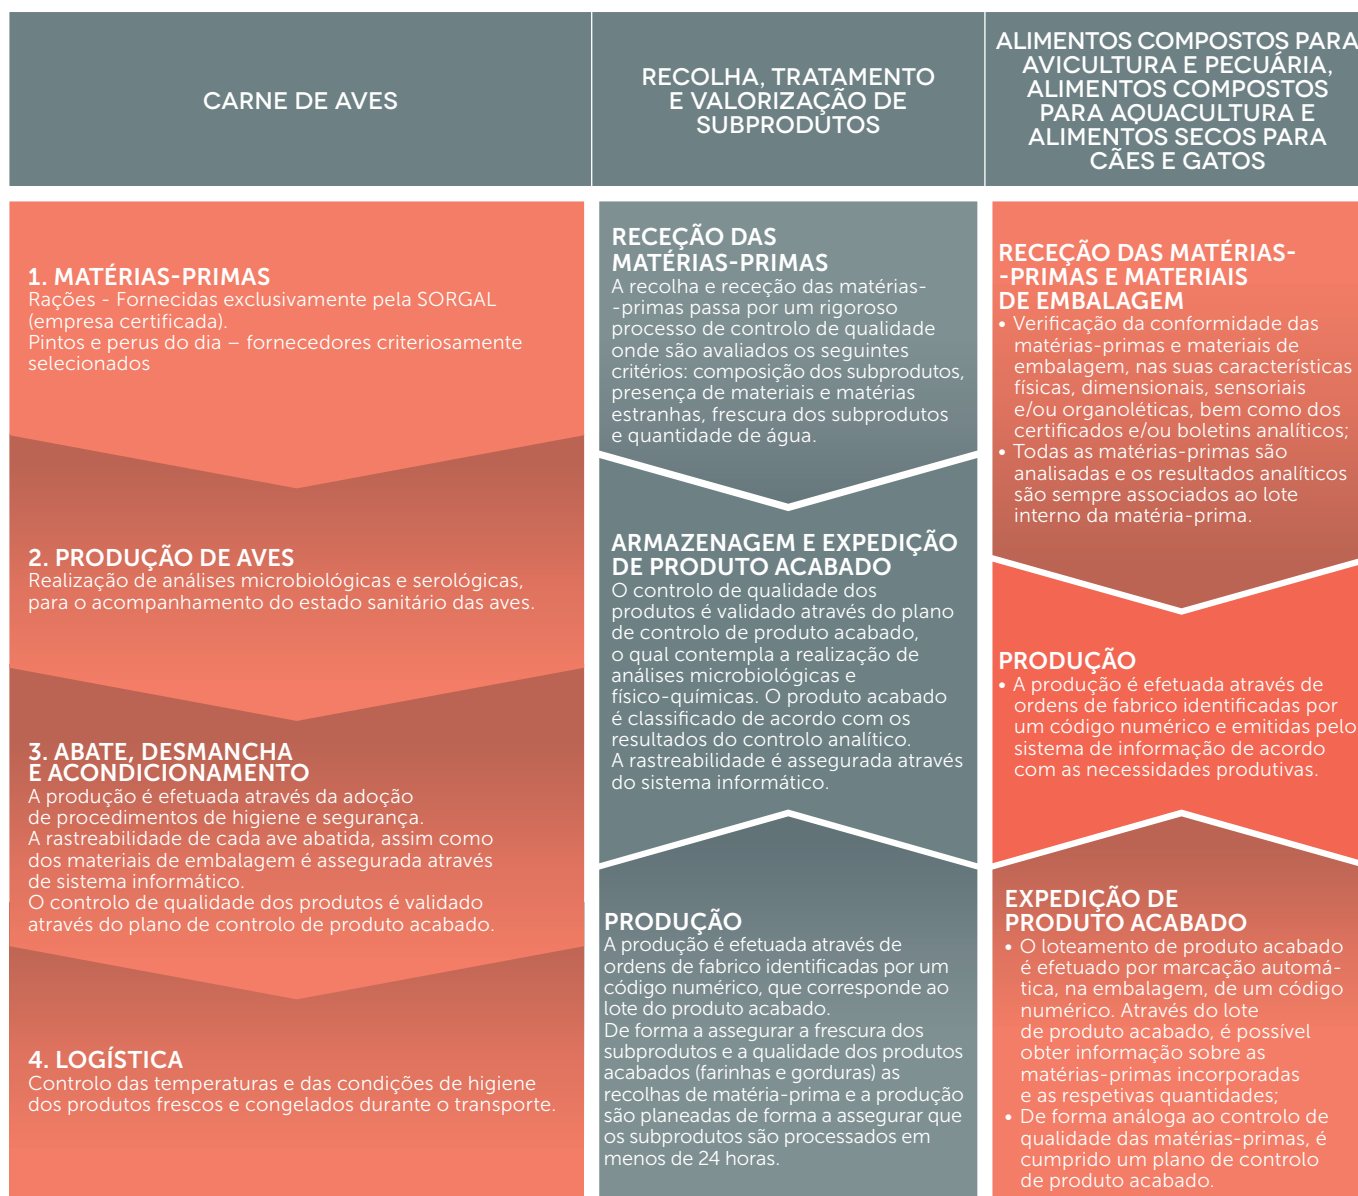 CARNE DE AVES
RECOLHA, TRATAMENTO
E VALORIZAÇÃO DE
SUBPRODUTOS
ALIMENTOS COMPOSTOS PARA
AVICULTURA E PECUÁRIA,
ALIMENTOS COMPOSTOS
PARA AQUACULTURA E
ALIMENTOS SECOS PARA
CÃES E GATOS
1. MATÉRIAS-PRIMAS
Rações - Fornecidas exclusivamente pela SORGAL
(empresa certificada).
Pintos e perus do dia – fornecedores criteriosamente
selecionados
2. PRODUÇÃO DE AVES
Realização de análises microbiológicas e serológicas,
para o acompanhamento do estado sanitário das aves.
3. ABATE, DESMANCHA
E ACONDICIONAMENTO
A produção é efetuada através da adoção
de procedimentos de higiene e segurança.
A rastreabilidade de cada ave abatida, assim como
dos materiais de embalagem é assegurada através
de sistema informático.
O controlo de qualidade dos produtos é validado
através do plano de controlo de produto acabado.
4. LOGÍSTICA
Controlo das temperaturas e das condições de higiene
dos produtos frescos e congelados durante o transporte.
RECEÇÃO DAS
MATÉRIAS-PRIMAS
A recolha e receção das matérias-
-primas passa por um rigoroso
processo de controlo de qualidade
onde são avaliados os seguintes
critérios: composição dos subprodutos,
presença de materiais e matérias
estranhas, frescura dos subprodutos
e quantidade de água.
ARMAZENAGEM E EXPEDIÇÃO
DE PRODUTO ACABADO
O controlo de qualidade dos
produtos é validado através do plano
de controlo de produto acabado,
o qual contempla a realização de
análises microbiológicas e
físico-químicas. O produto acabado
é classificado de acordo com os
resultados do controlo analítico.
A rastreabilidade é assegurada através
do sistema informático.
PRODUÇÃO
A produção é efetuada através de
ordens de fabrico identificadas por um
código numérico, que corresponde ao
lote do produto acabado.
De forma a assegurar a frescura dos
subprodutos e a qualidade dos produtos
acabados (farinhas e gorduras) as
recolhas de matéria-prima e a produção
são planeadas de forma a assegurar que
os subprodutos são processados em
menos de 24 horas.
RECEÇÃO DAS MATÉRIAS-
-PRIMAS E MATERIAIS
DE EMBALAGEM
• Verificação da conformidade das
matérias-primas e materiais de
embalagem, nas suas características
físicas, dimensionais, sensoriais
e/ou organoléticas, bem como dos
certificados e/ou boletins analíticos;
• Todas as matérias-primas são
analisadas e os resultados analíticos
são sempre associados ao lote
interno da matéria-prima.
PRODUÇÃO
• A produção é efetuada através de
ordens de fabrico identificadas por
um código numérico e emitidas pelo
sistema de informação de acordo
com as necessidades produtivas.
EXPEDIÇÃO DE
PRODUTO ACABADO
• O loteamento de produto acabado
é efetuado por marcação automá-
tica, na embalagem, de um código
numérico. Através do lote
de produto acabado, é possível
obter informação sobre as
matérias-primas incorporadas
e as respetivas quantidades;
• De forma análoga ao controlo de
qualidade das matérias-primas, é
cumprido um plano de controlo
de produto acabado.